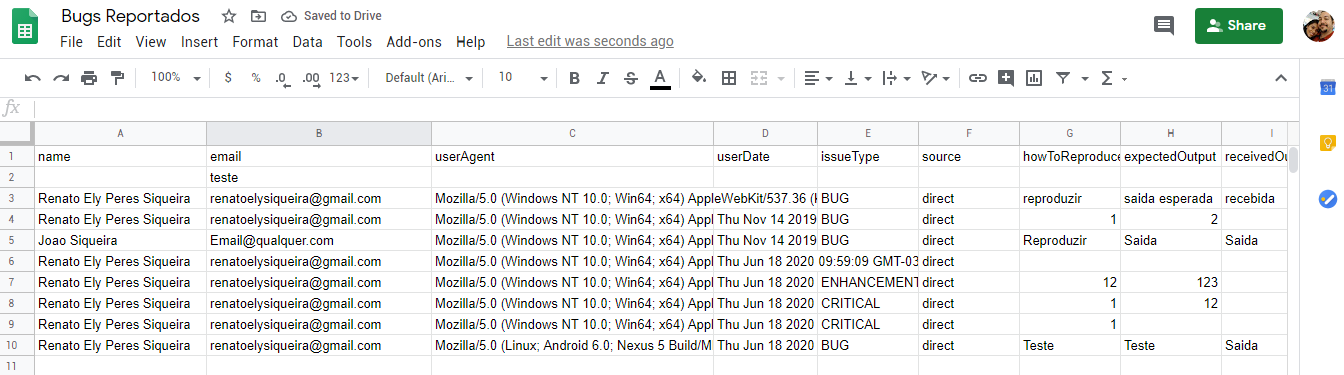 Bugs Reportados Saved to Drive
File Edit View Insert Format Data Tools Add-ons Help Last edit was seconds ago
Share
100% $ % .0 .00 123 Default (Ari... 10 B I S A
31
fx
A B C D E F G H I
1 name email userAgent userDate issueType source howToReproduce expectedOutput receivedOu
2 teste
3 Renato Ely Peres Siqueira renatoelysiqueira@gmail.com Mozilla/5.0 (Windows NT 10.0; Win64; x64) AppleWebKit/537.36 ( BUG direct reproduzir saida esperada recebida
4 Renato Ely Peres Siqueira renatoelysiqueira@gmail.com Mozilla/5.0 (Windows NT 10.0; Win64; x64) Appl Thu Nov 14 2019 BUG direct 1 2
5 Joao Siqueira Email@qualquer.com Mozilla/5.0 (Windows NT 10.0; Win64; x64) Appl Thu Nov 14 2019 BUG direct Reproduzir Saida Saida
6 Renato Ely Peres Siqueira renatoelysiqueira@gmail.com Mozilla/5.0 (Windows NT 10.0; Win64; x64) Appl Thu Jun 18 2020 09:59:09 GMT-03 direct
7 Renato Ely Peres Siqueira renatoelysiqueira@gmail.com Mozilla/5.0 (Windows NT 10.0; Win64; x64) Appl Thu Jun 18 2020 ENHANCEMENT direct 12 123
8 Renato Ely Peres Siqueira renatoelysiqueira@gmail.com Mozilla/5.0 (Windows NT 10.0; Win64; x64) Appl Thu Jun 18 2020 CRITICAL direct 1 12
9 Renato Ely Peres Siqueira renatoelysiqueira@gmail.com Mozilla/5.0 (Windows NT 10.0; Win64; x64) Appl Thu Jun 18 2020 CRITICAL direct 1
10 Renato Ely Peres Siqueira renatoelysiqueira@gmail.com Mozilla/5.0 (Linux; Android 6.0; Nexus 5 Build/M Thu Jun 18 2020 BUG direct Teste Teste Saida
11